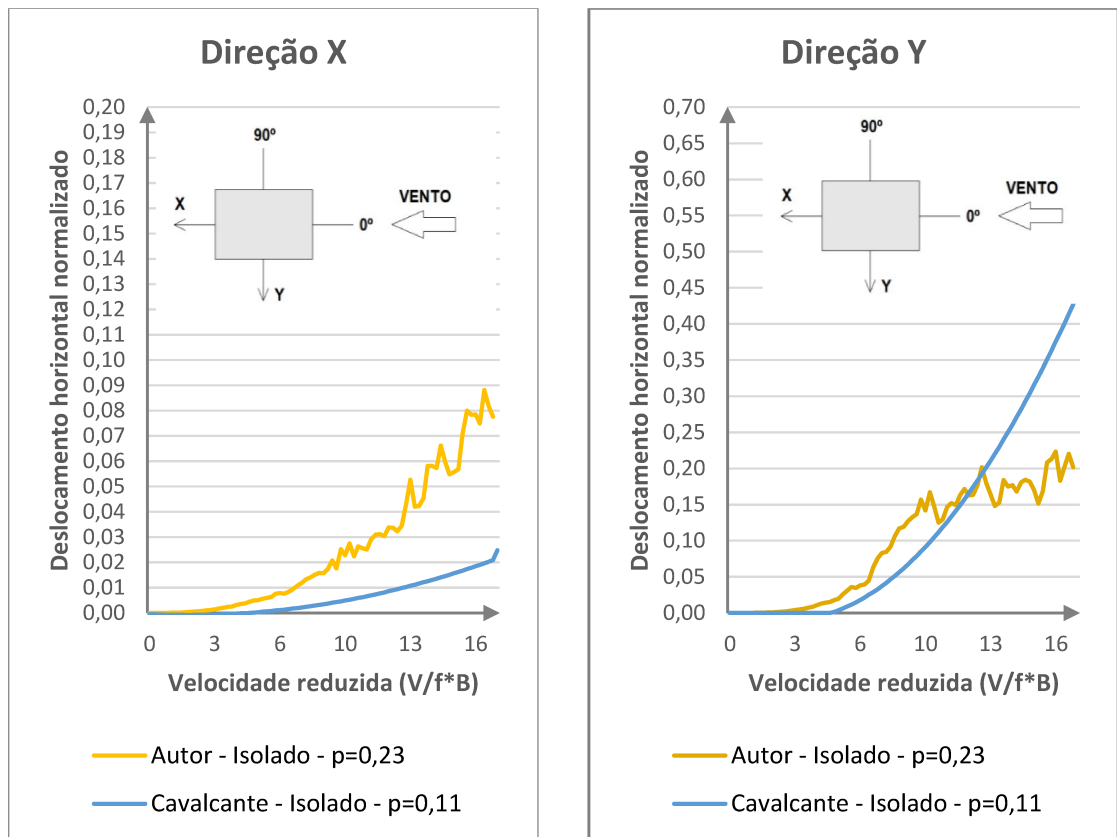 Direção X
Deslocamento horizontal normalizado
0,20
0,19
0,18
0,17
0,16
0,15
0,14
0,13
0,12
0,11
0,10
0,09
0,08
0,07
0,06
0,05
0,04
0,03
0,02
0,01
0,00
90º
X
VENTO
0º
Y
0 3 6 10 13 16
Velocidade reduzida (V/f*B)
Autor - Isolado - p=0,23
Cavalcante - Isolado - p=0,11
Direção Y
Deslocamento horizontal normalizado
0,70
0,65
0,60
0,55
0,50
0,45
0,40
0,35
0,30
0,25
0,20
0,15
0,10
0,05
0,00
90º
X
VENTO
0º
Y
0 3 6 10 13 16
Velocidade reduzida (V/f*B)
Autor - Isolado - p=0,23
Cavalcante - Isolado - p=0,11